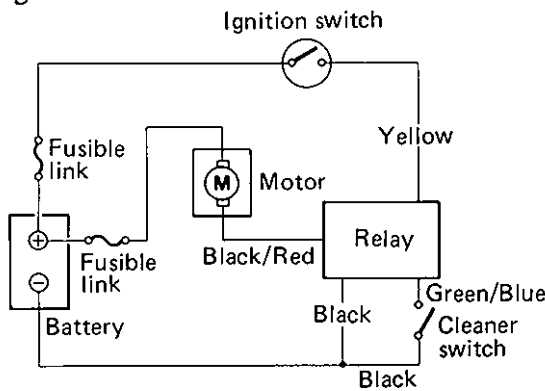 Ignition switch
Yellow
Fusible
link
M
Motor
+
Fusible
link
Black/Red
Relay
−
Battery
Black
Green/Blue
Cleaner
switch
Black